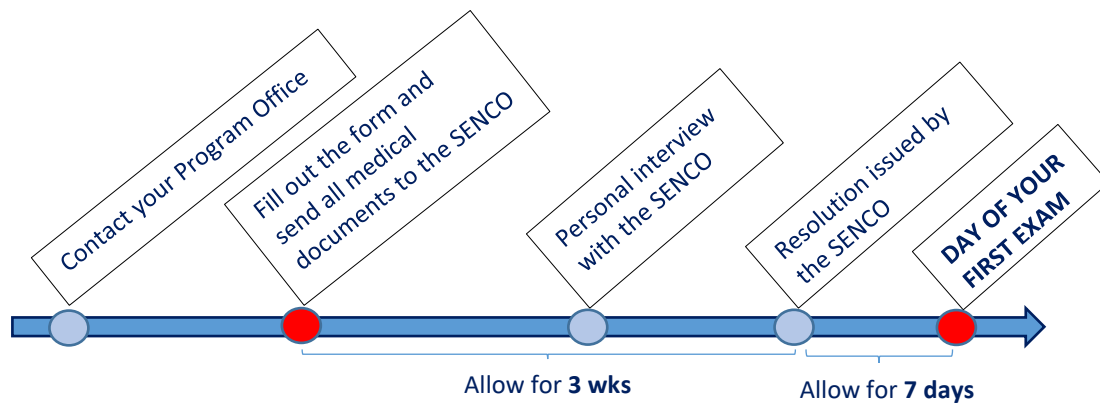 Contact your Program Office
Fill out the form and
send all medical
documents to the SENCO
Personal interview
with the SENCO
Resolution issued by
the SENCO
DAY OF YOUR
FIRST EXAM
Allow for 3 wks
Allow for 7 days